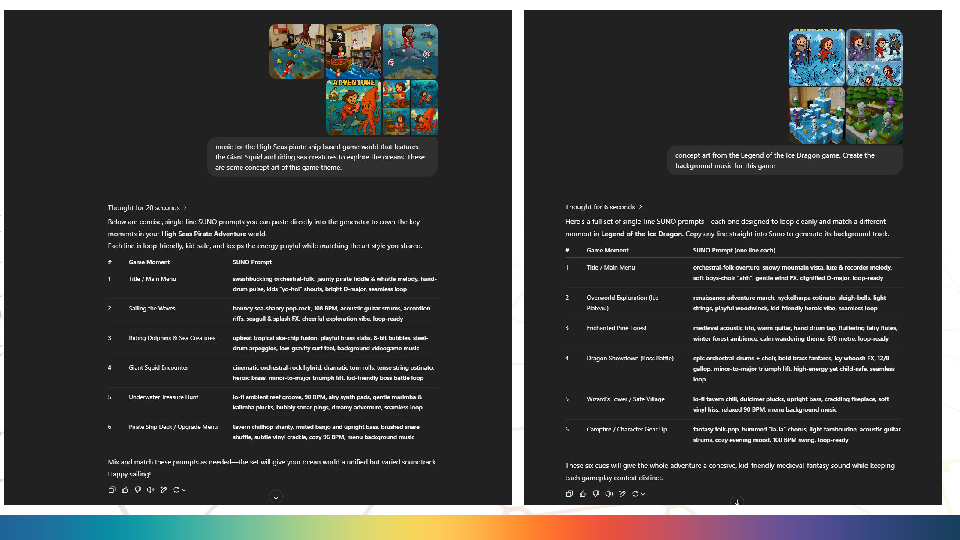 ADVENTURE
music for the High Seas pirate ship based game world that features
the Giant Squid and riding sea creatures to explore the oceans. These
are some concept art of this game theme.
Thought for 20 seconds >
Below are concise, single-line SUNO prompts you can paste directly into the generator to cover the key
moments in your High Seas Pirate Adventure world.
Each line is loop-friendly, kid-safe, and keeps the energy playful while matching the art style you shared.
# Game Moment SUNO Prompt
1 Title / Main Menu swashbuckling orchestral-folk, jaunty pirate fiddle & whistle melody, hand-
drum pulse, kids "yo-ho!" shouts, bright D-major, seamless loop
2 Sailing the Waves bouncy sea-shanty pop-rock, 108 BPM, acoustic guitar strums, accordion
riffs, seagull & splash FX, cheerful exploration vibe, loop-ready
3 Riding Dolphins & Sea Creatures upbeat tropical ska-chip fusion, playful brass stabs, 8-bit bubbles, steel-
drum arpeggios, low-gravity surf feel, background videogame music
4 Giant Squid Encounter cinematic orchestral-rock hybrid, dramatic tom rolls, tense string ostinato,
heroic brass, minor-to-major triumph lift, kid-friendly boss battle loop
5 Underwater Treasure Hunt lo-fi ambient reef groove, 90 BPM, airy synth pads, gentle marimba &
kalimba plucks, bubbly sonar pings, dreamy adventure, seamless loop
6 Pirate Ship Deck / Upgrade Menu tavern chillhop shanty, muted banjo and upright bass, brushed snare
shuffle, subtle vinyl crackle, cozy 96 BPM, menu background music
Mix and match these prompts as needed—the set will give your ocean world a unified but varied soundtrack.
Happy sailing!
concept art from the Legend of the Ice Dragon game. Create the
background music for this game
Thought for 6 seconds >
Here's a full set of single-line SUNO prompts—each one designed to loop cleanly and match a different
moment in Legend of the Ice Dragon. Copy any line straight into Suno to generate its background track.
# Game Moment SUNO Prompt (one line each)
1 Title / Main Menu orchestral-folk overture, snowy mountain vista, lute & recorder melody,
soft boys-choir "ahh", gentle wind FX, dignified D-major, loop-ready
2 Overworld Exploration (Ice
Plateau) renaissance adventure march, nyckelharpa ostinato, sleigh-bells, light
strings, playful woodwinds, kid-friendly heroic vibe, seamless loop
3 Enchanted Pine Forest medieval acoustic trio, warm guitar, hand drum tap, fluttering fairy flutes,
winter forest ambience, calm wandering theme, 6/8 metre, loop-ready
4 Dragon Showdown (Boss Battle) epic orchestral drums + choir, bold brass fanfares, icy whoosh FX, 12/8
gallop, minor-to-major triumph lift, high-energy yet child-safe, seamless
loop
5 Wizard's Tower / Safe Village lo-fi tavern chill, dulcimer plucks, upright bass, crackling fireplace, soft
vinyl hiss, relaxed 90 BPM, menu background music
6 Campfire / Character Gear Up fantasy folk-pop, hummed "la-la" chorus, light tambourine, acoustic guitar
strums, cozy evening mood, 100 BPM swing, loop-ready
These six cues will give the whole adventure a cohesive, kid-friendly medieval-fantasy sound while keeping
each gameplay context distinct.